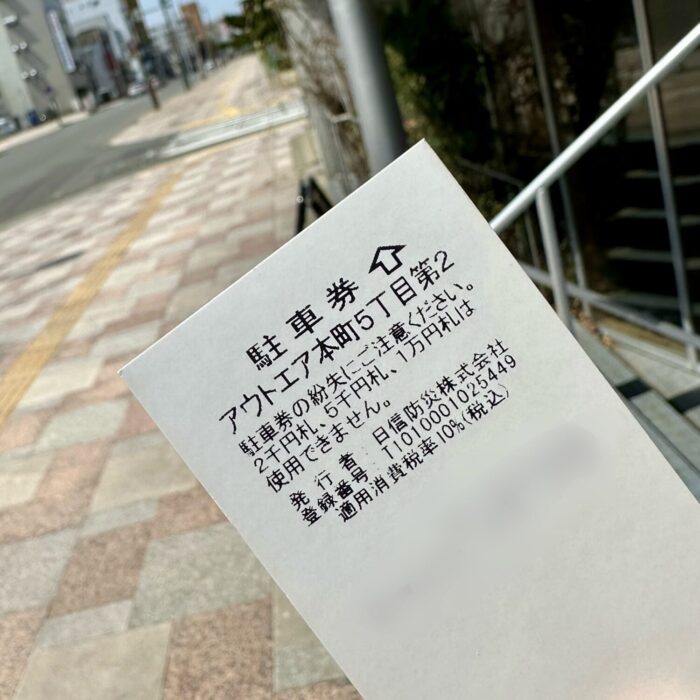 駐車券
アウトエア本町5丁目第2
駐車券の紛失にご注意ください。
2千円札、5千円札、1万円札は
使用できません。
発行者 日信防災株式会社
登録番号 T1010001025449
適用消費税率10%(税込)